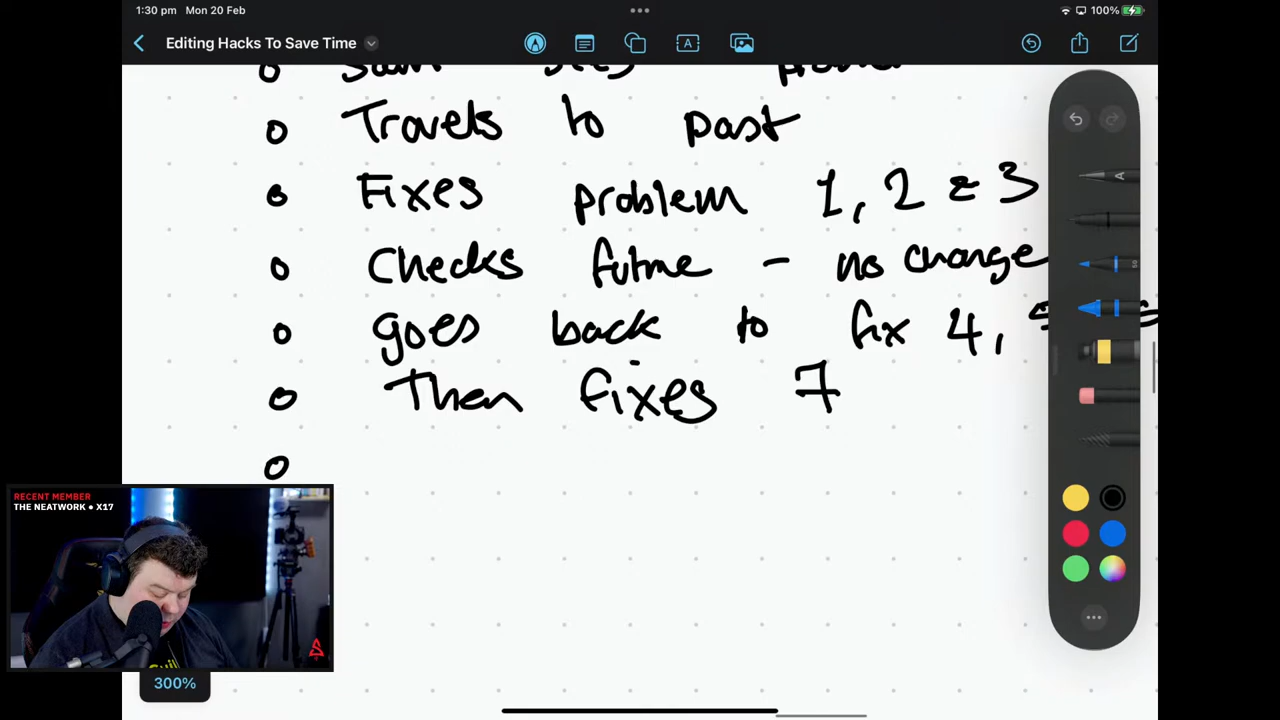 1:30 pm Mon 20 Feb
100%
Editing Hacks To Save Time
Travels to past
Fixes problem 1, 2 & 3
Checks future - no change
goes back to fix 4,
Then fixes 7
RECENT MEMBER
THE NEATWORK ● X17
300%